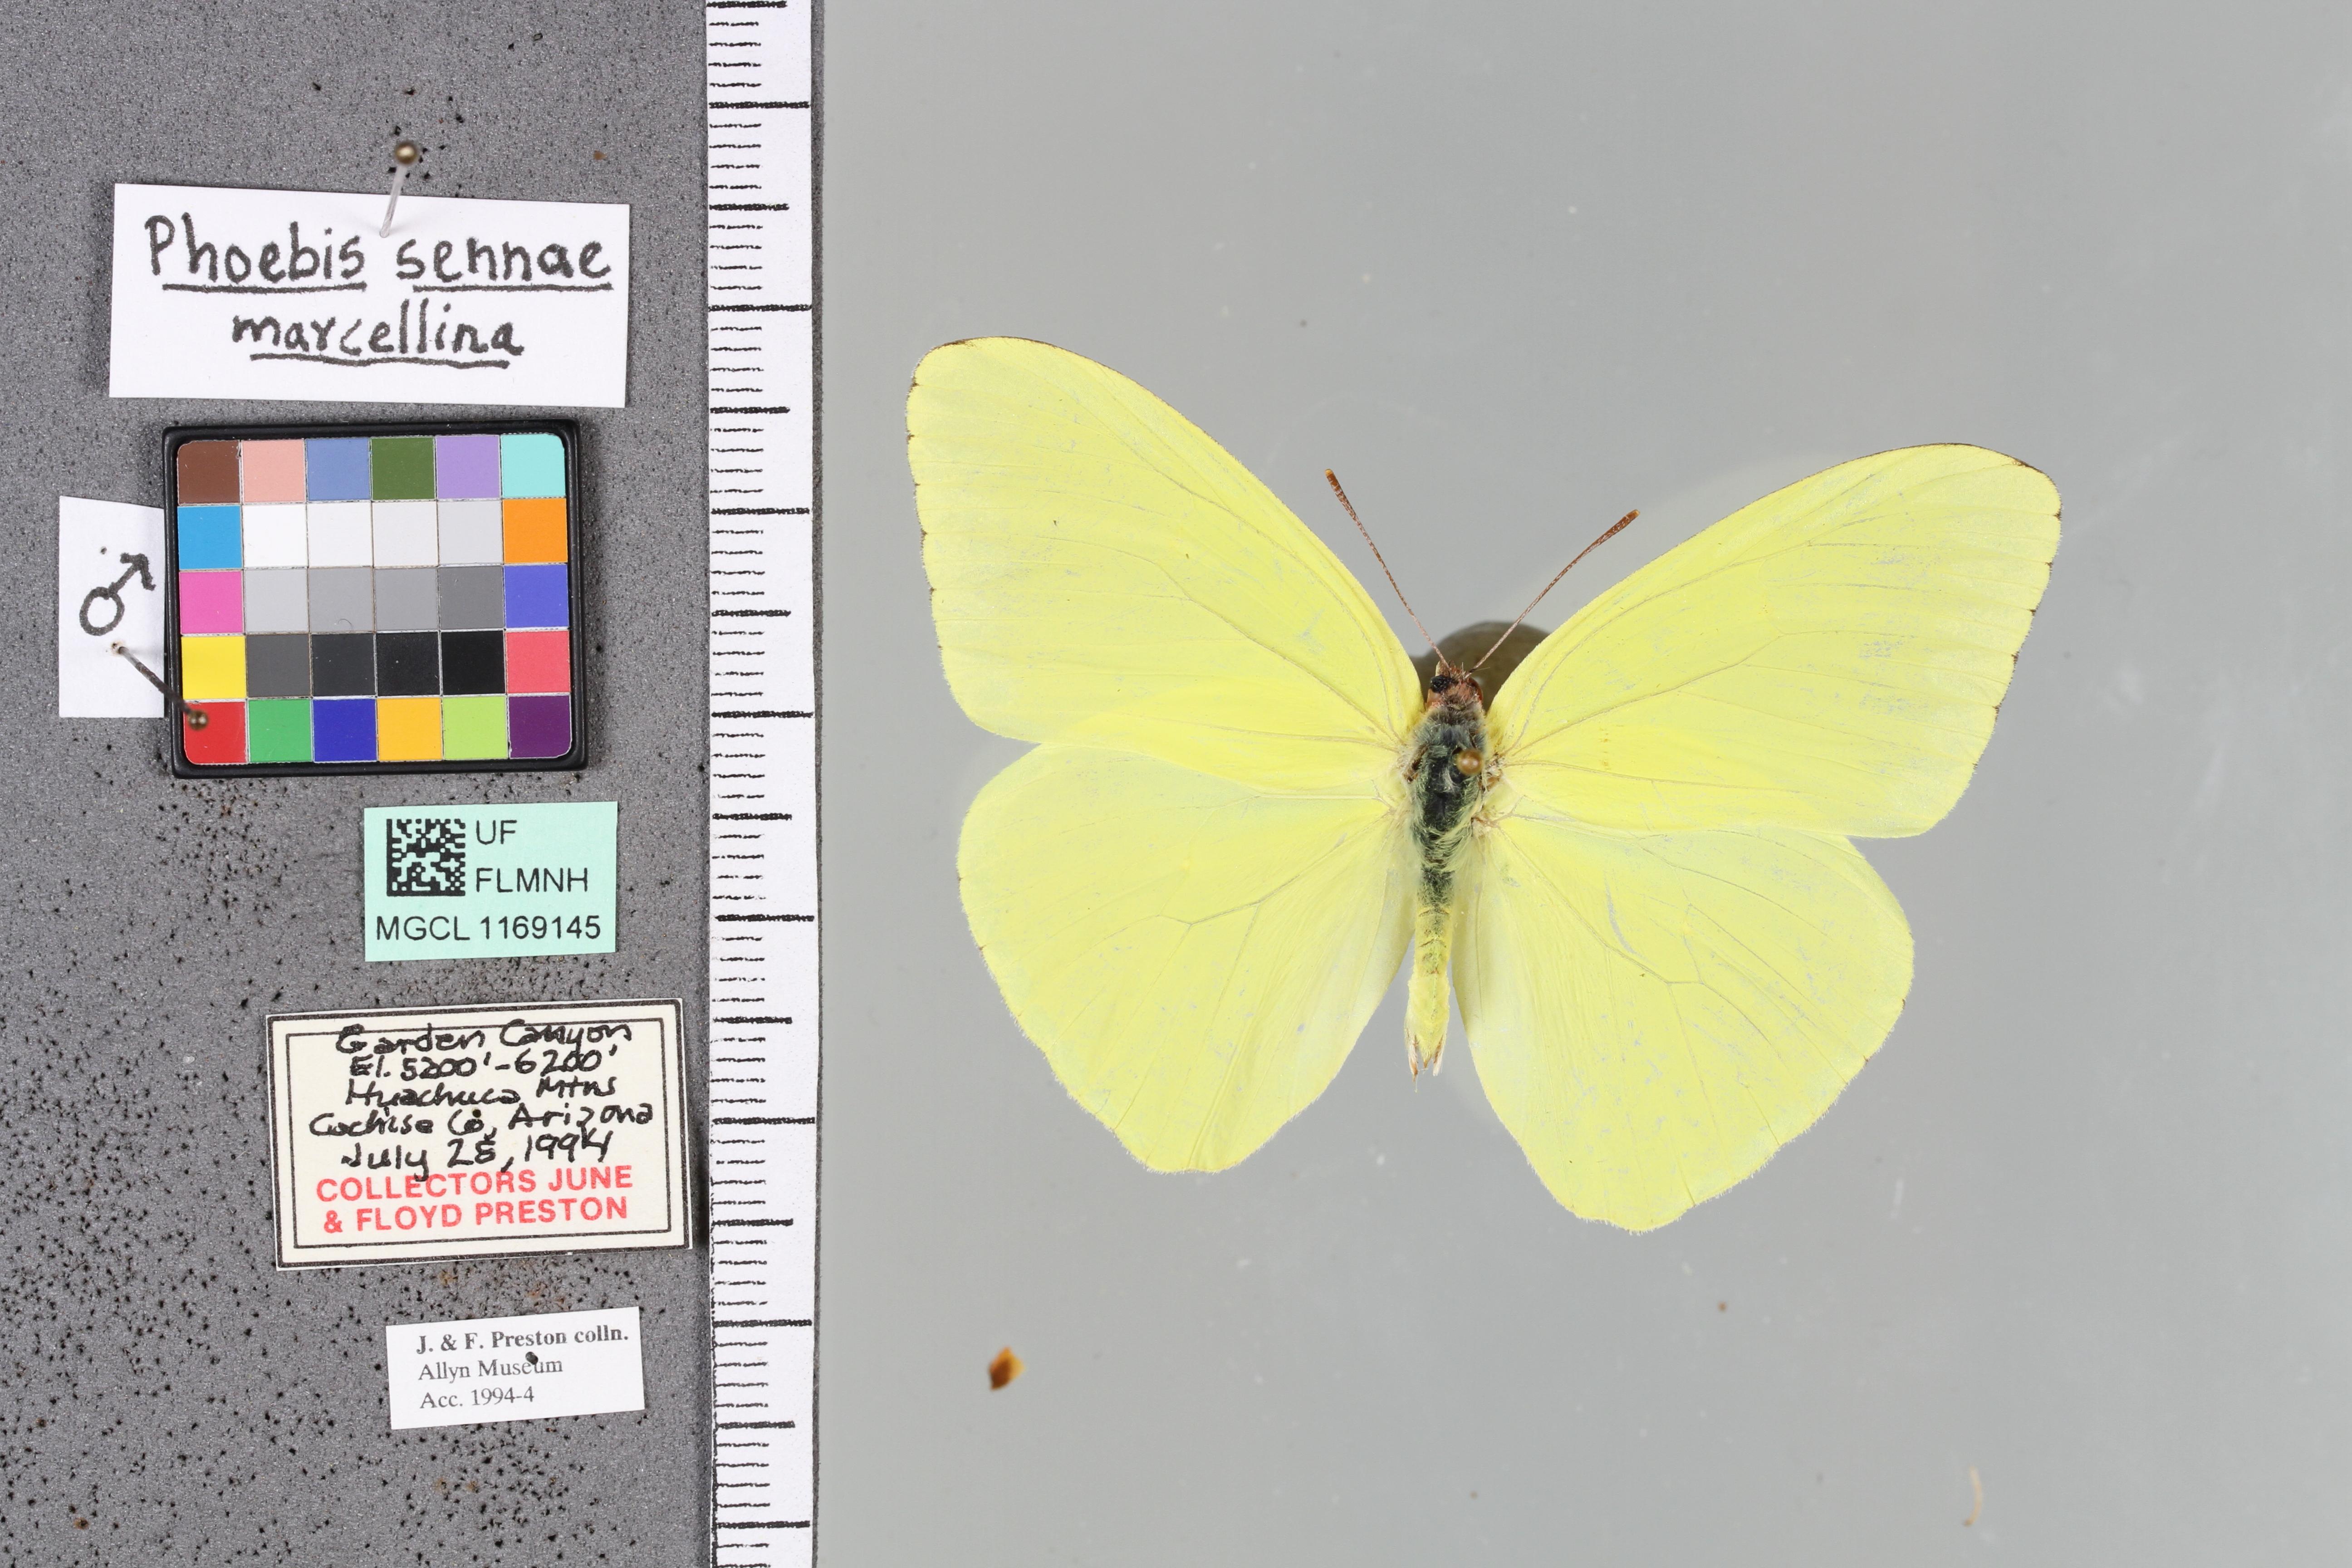 Phoebis sennae
marcellina
♂
UF
FLMNH
MGCL 1169145
Garden Canyon
El. 5200'-6200'
Huachuca Mtns
Cochise Co, Arizona
July 28, 1994
COLLECTORS JUNE
& FLOYD PRESTON
J. & F. Preston colln.
Allyn Museum
Acc. 1994-4